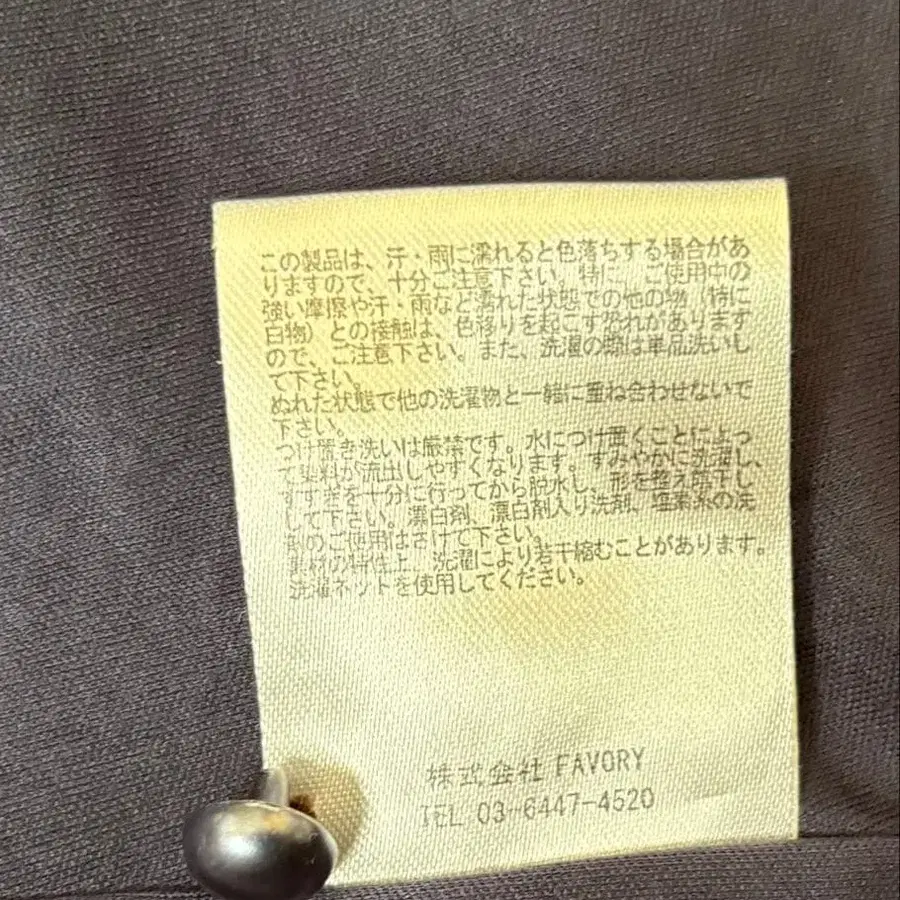 この製品は、汗・雨に濡れると色落ちする場合があ
りますので、十分ご注意下さい。特に、ご使用中の
強い摩擦や汗・雨など濡れた状態での他の物（特に
白物）との接触は、色移りを起こす恐れがあります
ので、ご注意下さい。また、洗濯の際は単品洗いし
て下さい。
ぬれた状態で他の洗濯物と一緒に重ね合わせないで
下さい。
つけ置き洗いは厳禁です。水につけ置くことによっ
て染料が流出しやすくなります。すみやかに洗濯し、
すすぎを十分に行ってから脱水し、形を整え陰干し
して下さい。漂白剤、漂白剤入り洗剤、塩素系の洗
剤のご使用はさけて下さい。
素材の特性上、洗濯により若干縮むことがあります。
洗濯ネットを使用してください。
株式会社 FAVORY
TEL 03-6447-4520